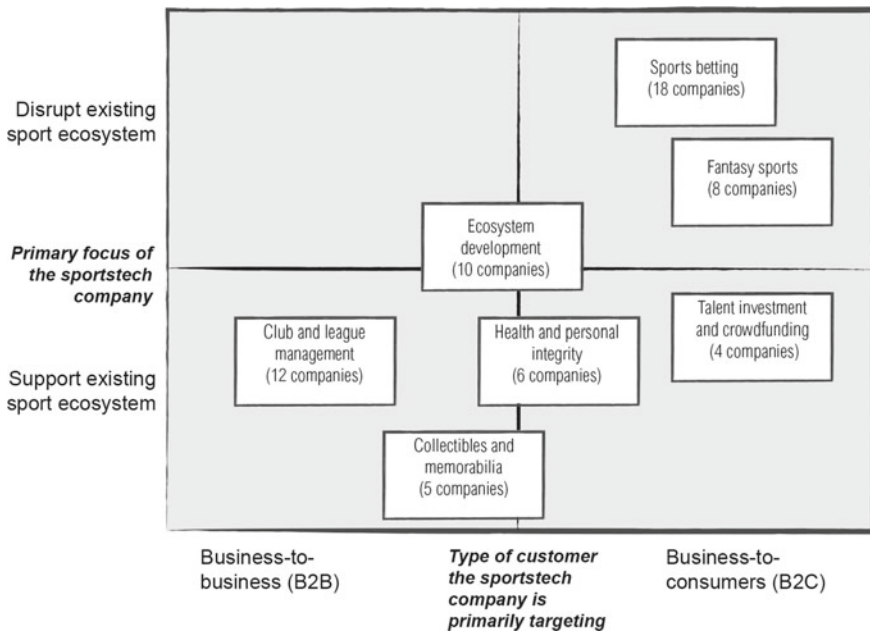 Disrupt existing
sport ecosystem
Primary focus of
the sportstech
company
Support existing
sport ecosystem
Sports betting
(18 companies)
Fantasy sports
(8 companies)
Ecosystem
development
(10 companies)
Club and league
management
(12 companies)
Health and personal
integrity
(6 companies)
Talent investment
and crowdfunding
(4 companies)
Collectibles and
memorabilia
(5 companies)
Business-to-
business (B2B)
Type of customer
the sportstech
company is
primarily targeting
Business-to-
consumers (B2C)